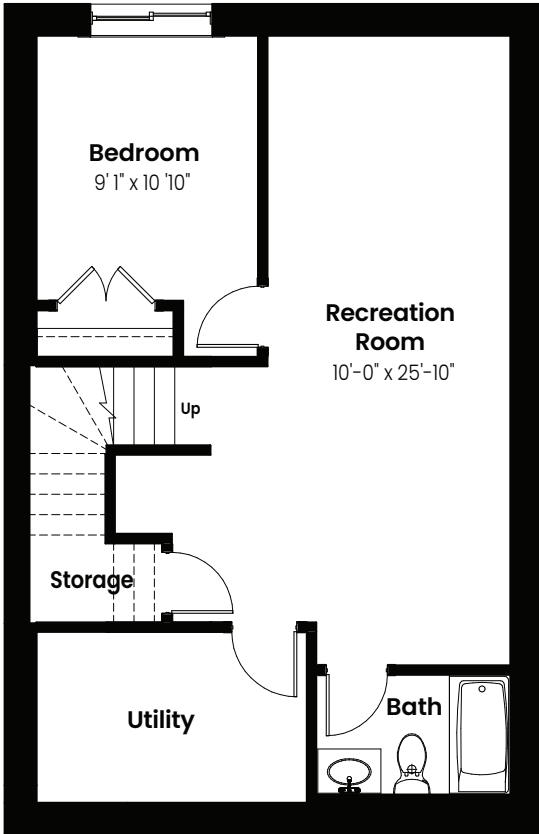 Bedroom
9' 1" x 10 '10"
Recreation
Room
10'-0" x 25'-10"
Up
Storage
Bath
Utility